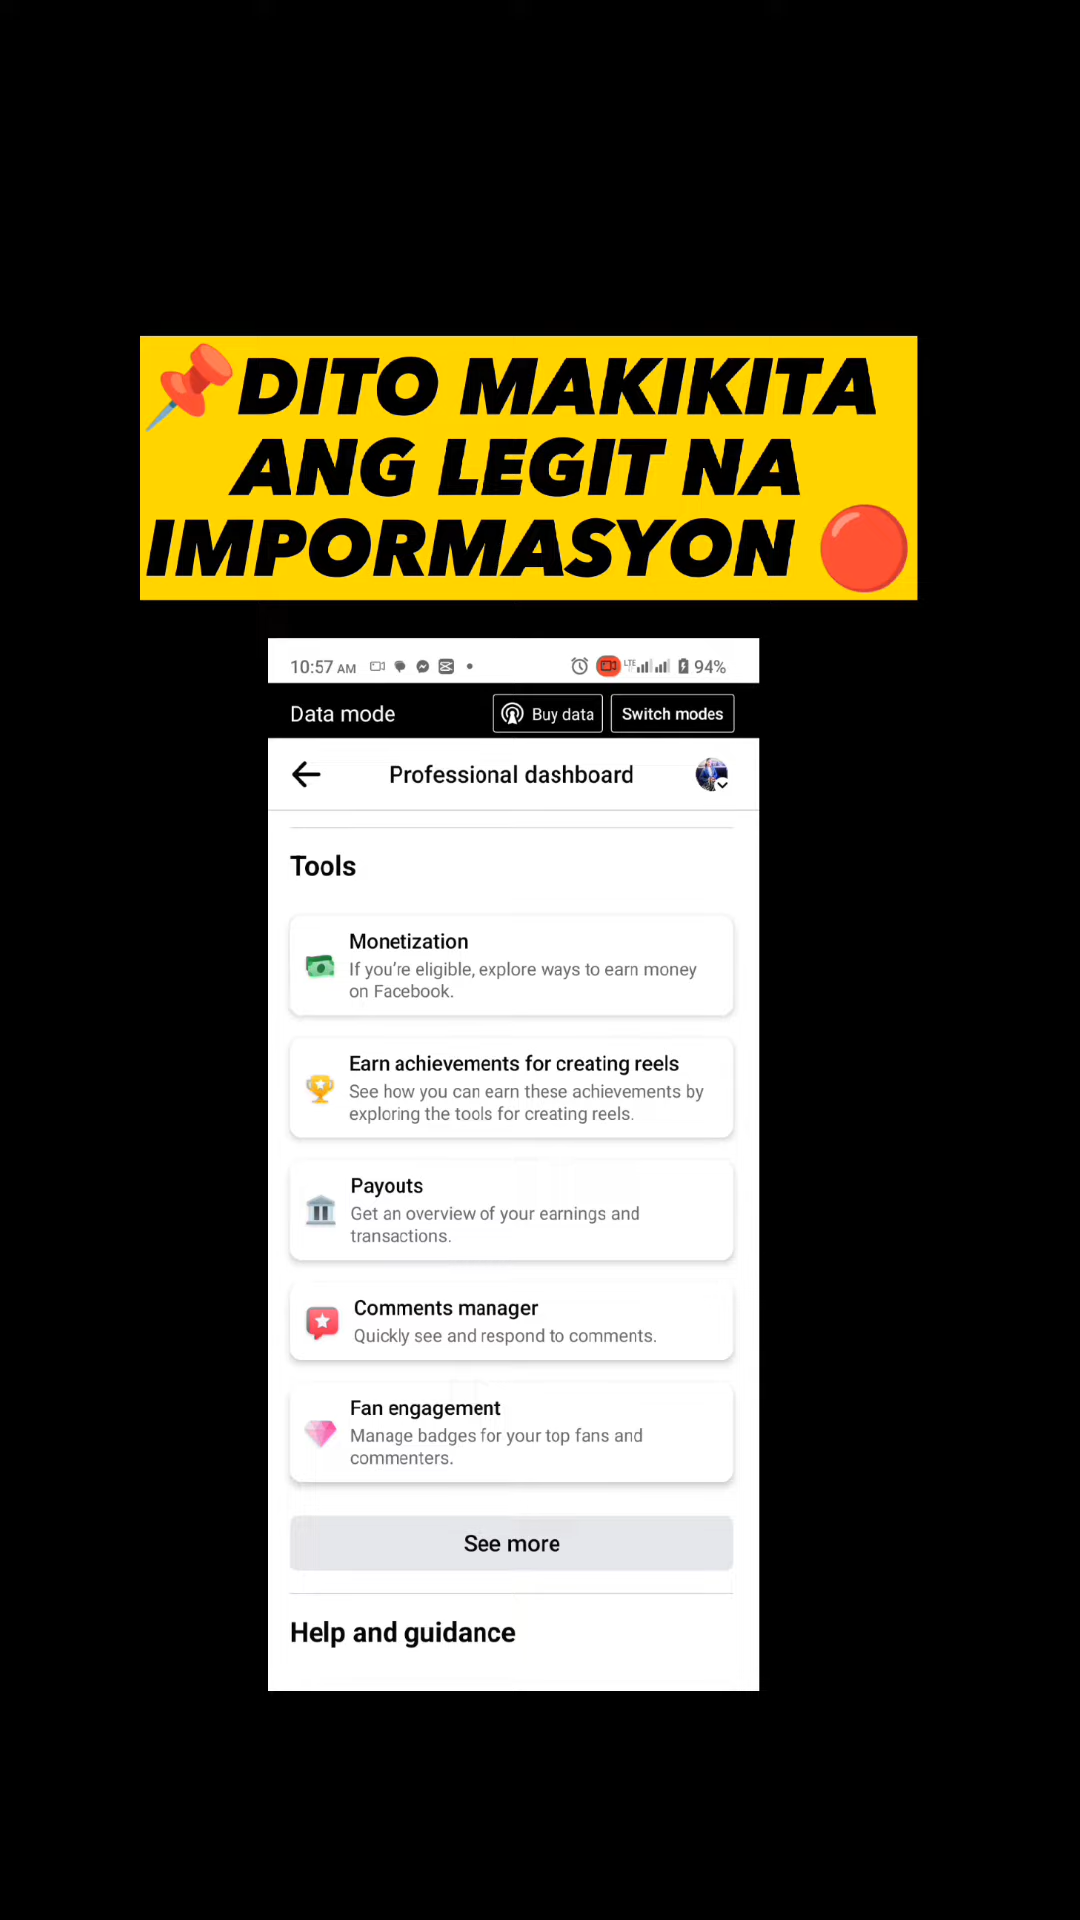 DITO MAKIKITA
ANG LEGIT NA
IMPORMASYON
10:57 AM LTE 94%
Data mode Buy data Switch modes
Professional dashboard
Tools
Monetization
If you're eligible, explore ways to earn money
on Facebook.
Earn achievements for creating reels
See how you can earn these achievements by
exploring the tools for creating reels.
Payouts
Get an overview of your earnings and
transactions.
Comments manager
Quickly see and respond to comments.
Fan engagement
Manage badges for your top fans and
commenters.
See more
Help and guidance